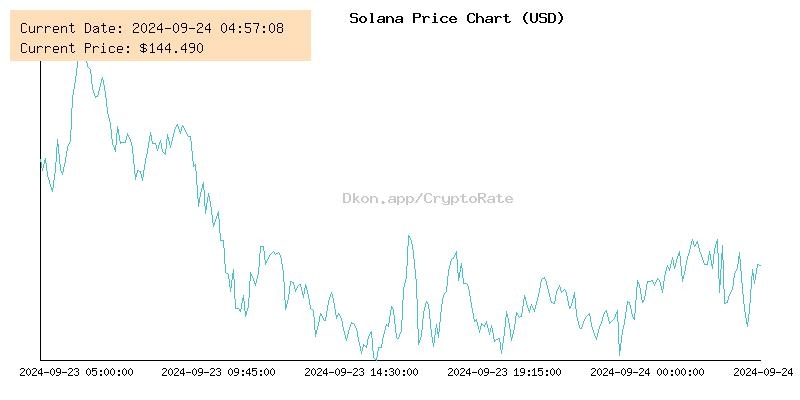 Solana Price Chart (USD)
Current Date: 2024-09-24 04:57:08
Current Price: $144.490
Dkon.app/CryptoRate
2024-09-23 05:00:00 2024-09-23 09:45:00 2024-09-23 14:30:00 2024-09-23 19:15:00 2024-09-24 00:00:00 2024-09-24